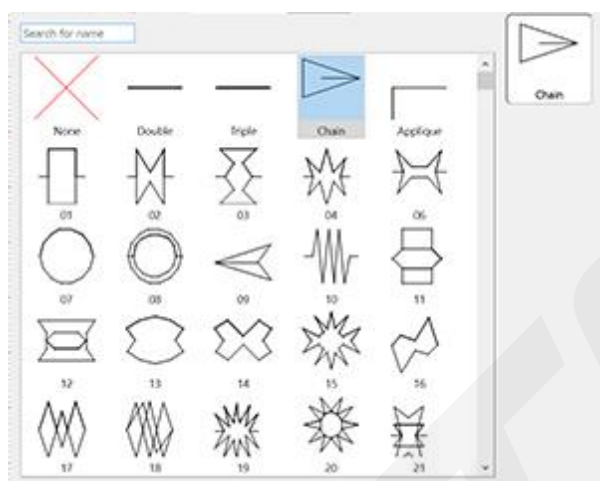 Search for name
None Double Triple Chain Applique
Chain
01 02 03 04 06
07 08 09 10 11
12 13 14 15 16
17 18 19 20 21